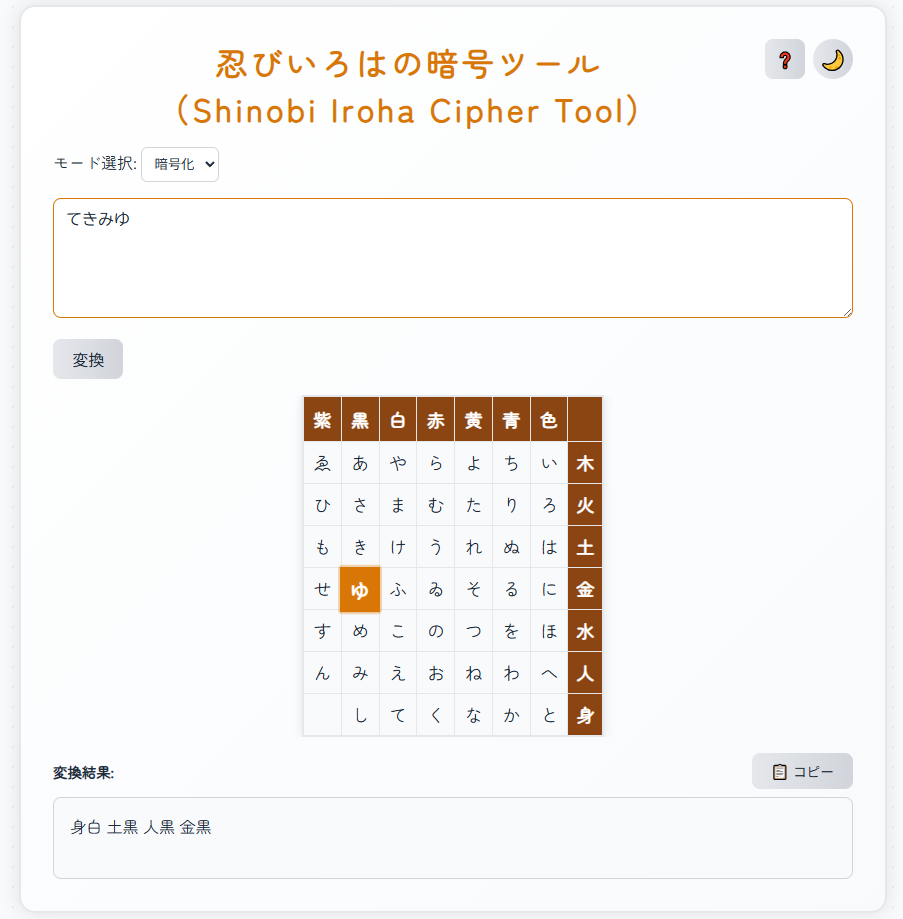 忍びいろはの暗号ツール
（Shinobi Iroha Cipher Tool）
❓ 🌙
モード選択: 暗号化
てきみゆ
変換
紫 黒 白 赤 黄 青 色
ゑ あ や ら よ ち い 木
ひ さ ま む た り ろ 火
も き け う れ ぬ は 土
せ ゆ ふ ゐ そ る に 金
す め こ の つ を ほ 水
ん み え お ね わ へ 人
し て く な か と 身
変換結果:
📋 コピー
身白 土黒 人黒 金黒